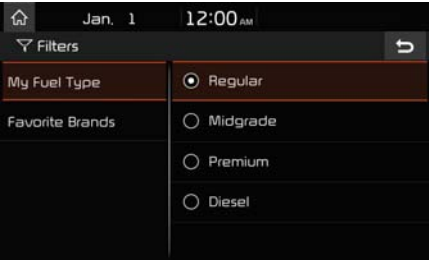 Jan. 1 12:00 AM
Filters
My Fuel Type
Favorite Brands
Regular
Midgrade
Premium
Diesel